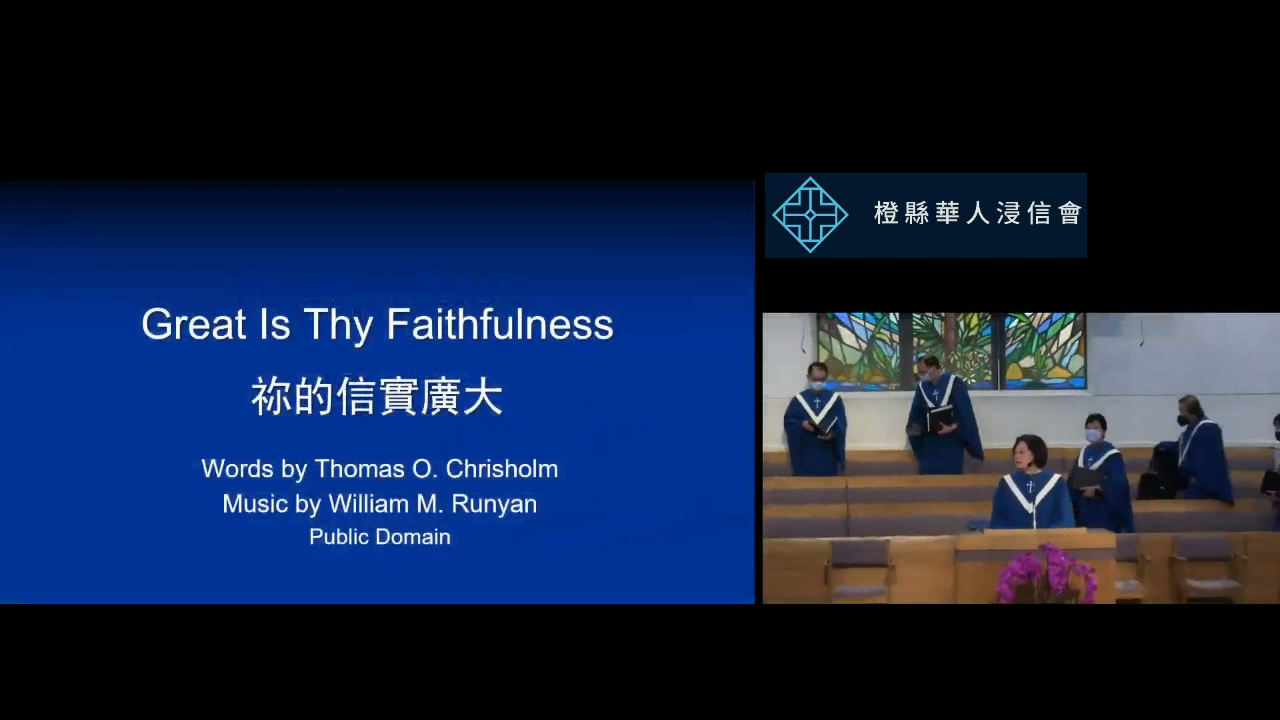 Great Is Thy Faithfulness
祢的信實廣大
Words by Thomas O. Chrisholm
Music by William M. Runyan
Public Domain
橙縣華人浸信會